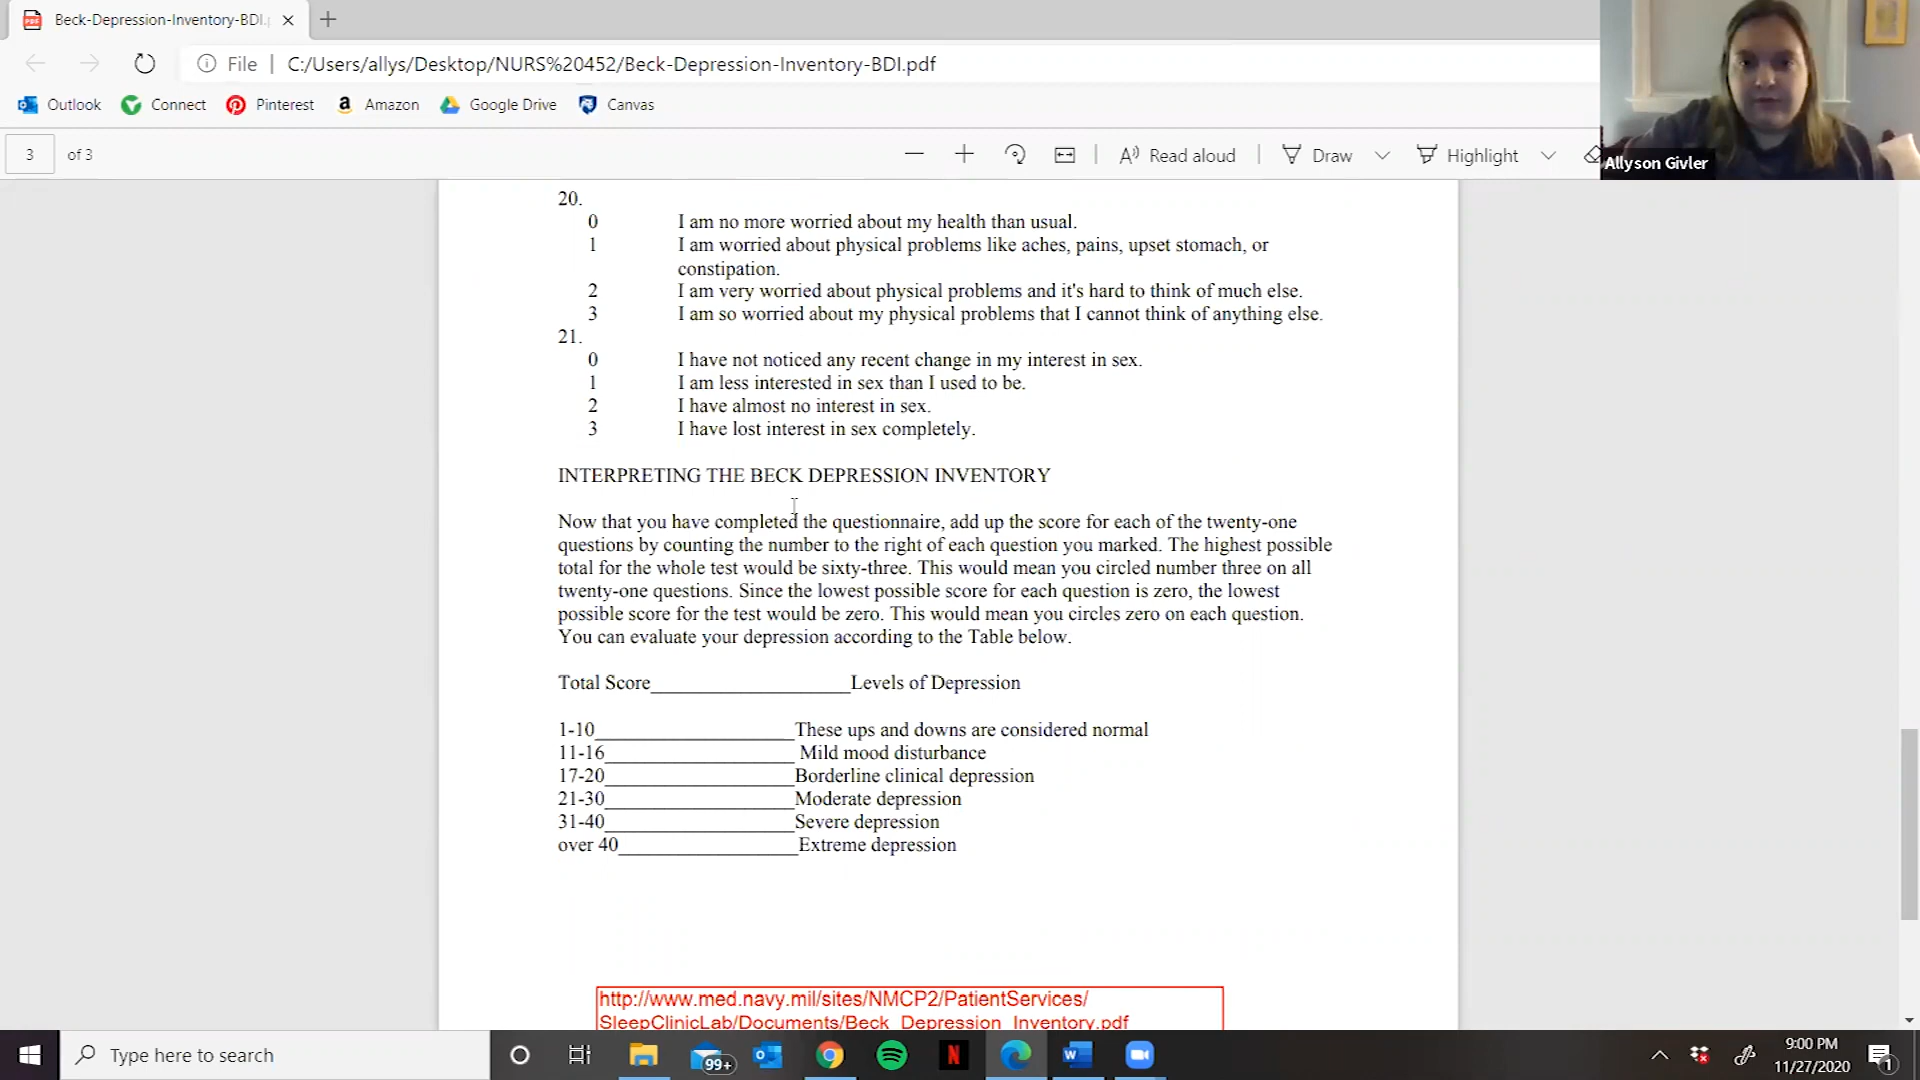 Beck-Depression-Inventory-BDI.
File
C:/Users/allys/Desktop/NURS%20452/Beck-Depression-Inventory-BDI.pdf
Outlook
Connect
Pinterest
Amazon
Google Drive
Canvas
3 of 3
Read aloud
Draw
Highlight
Allyson Givler
20.
0 I am no more worried about my health than usual.
1 I am worried about physical problems like aches, pains, upset stomach, or
constipation.
2 I am very worried about physical problems and it's hard to think of much else.
3 I am so worried about my physical problems that I cannot think of anything else.
21.
0 I have not noticed any recent change in my interest in sex.
1 I am less interested in sex than I used to be.
2 I have almost no interest in sex.
3 I have lost interest in sex completely.
INTERPRETING THE BECK DEPRESSION INVENTORY
Now that you have completed the questionnaire, add up the score for each of the twenty-one
questions by counting the number to the right of each question you marked. The highest possible
total for the whole test would be sixty-three. This would mean you circled number three on all
twenty-one questions. Since the lowest possible score for each question is zero, the lowest
possible score for the test would be zero. This would mean you circles zero on each question.
You can evaluate your depression according to the Table below.
Total Score____________________Levels of Depression
1-10____________________These ups and downs are considered normal
11-16___________________ Mild mood disturbance
17-20___________________Borderline clinical depression
21-30___________________Moderate depression
31-40___________________Severe depression
over 40__________________Extreme depression
http://www.med.navy.mil/sites/NMCP2/PatientServices/
SleepClinicLab/Documents/Beck_Depression_Inventory.pdf
Type here to search
99+
9:00 PM
11/27/2020
1